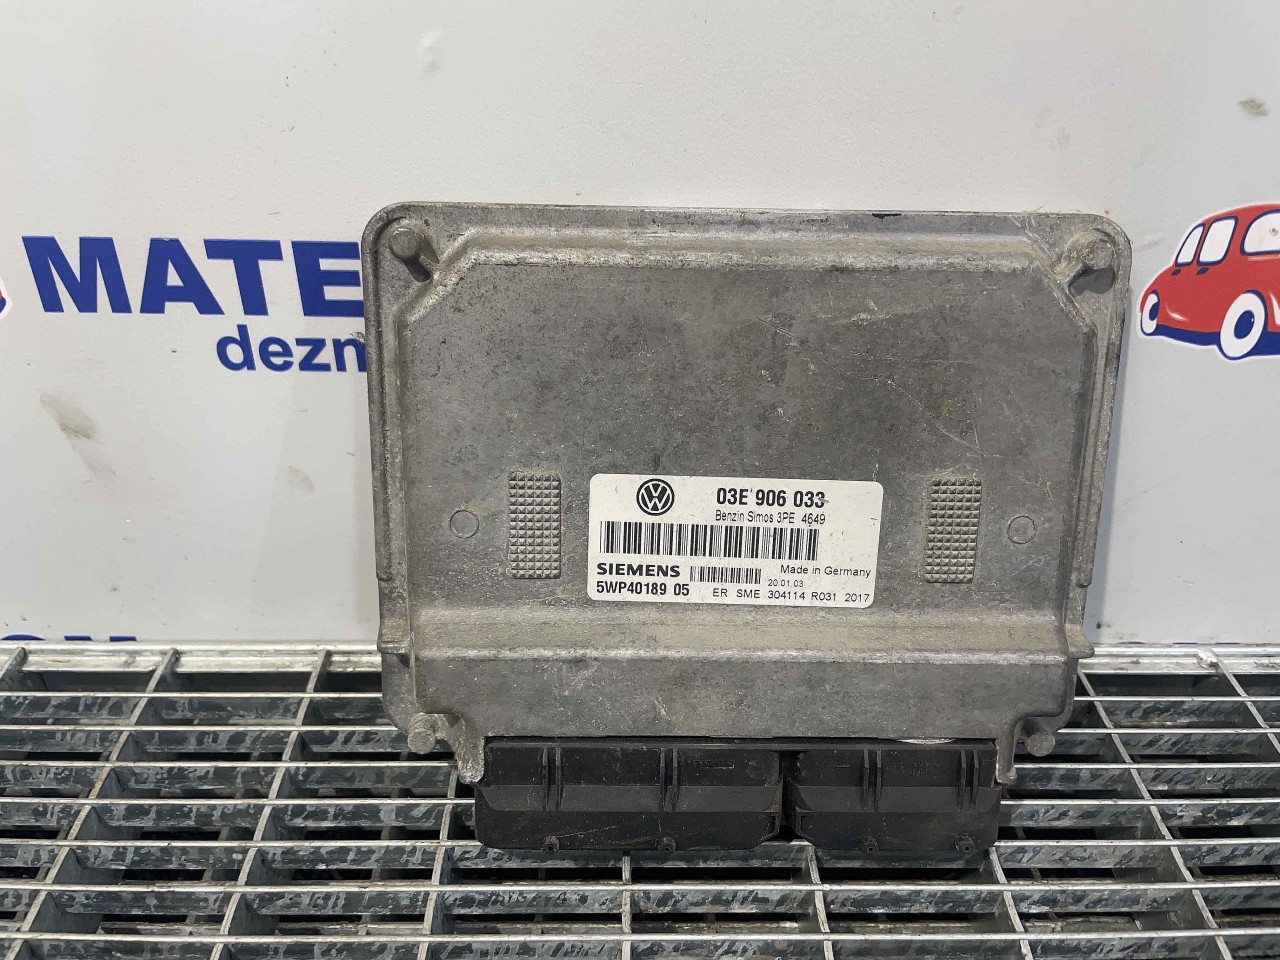 MATE
dezm
03E 906 033
Benzin Simos 3PE 4649
SIEMENS
Made in Germany
20.01.03
5WP40189 05
ER SME 304114 R031 2017